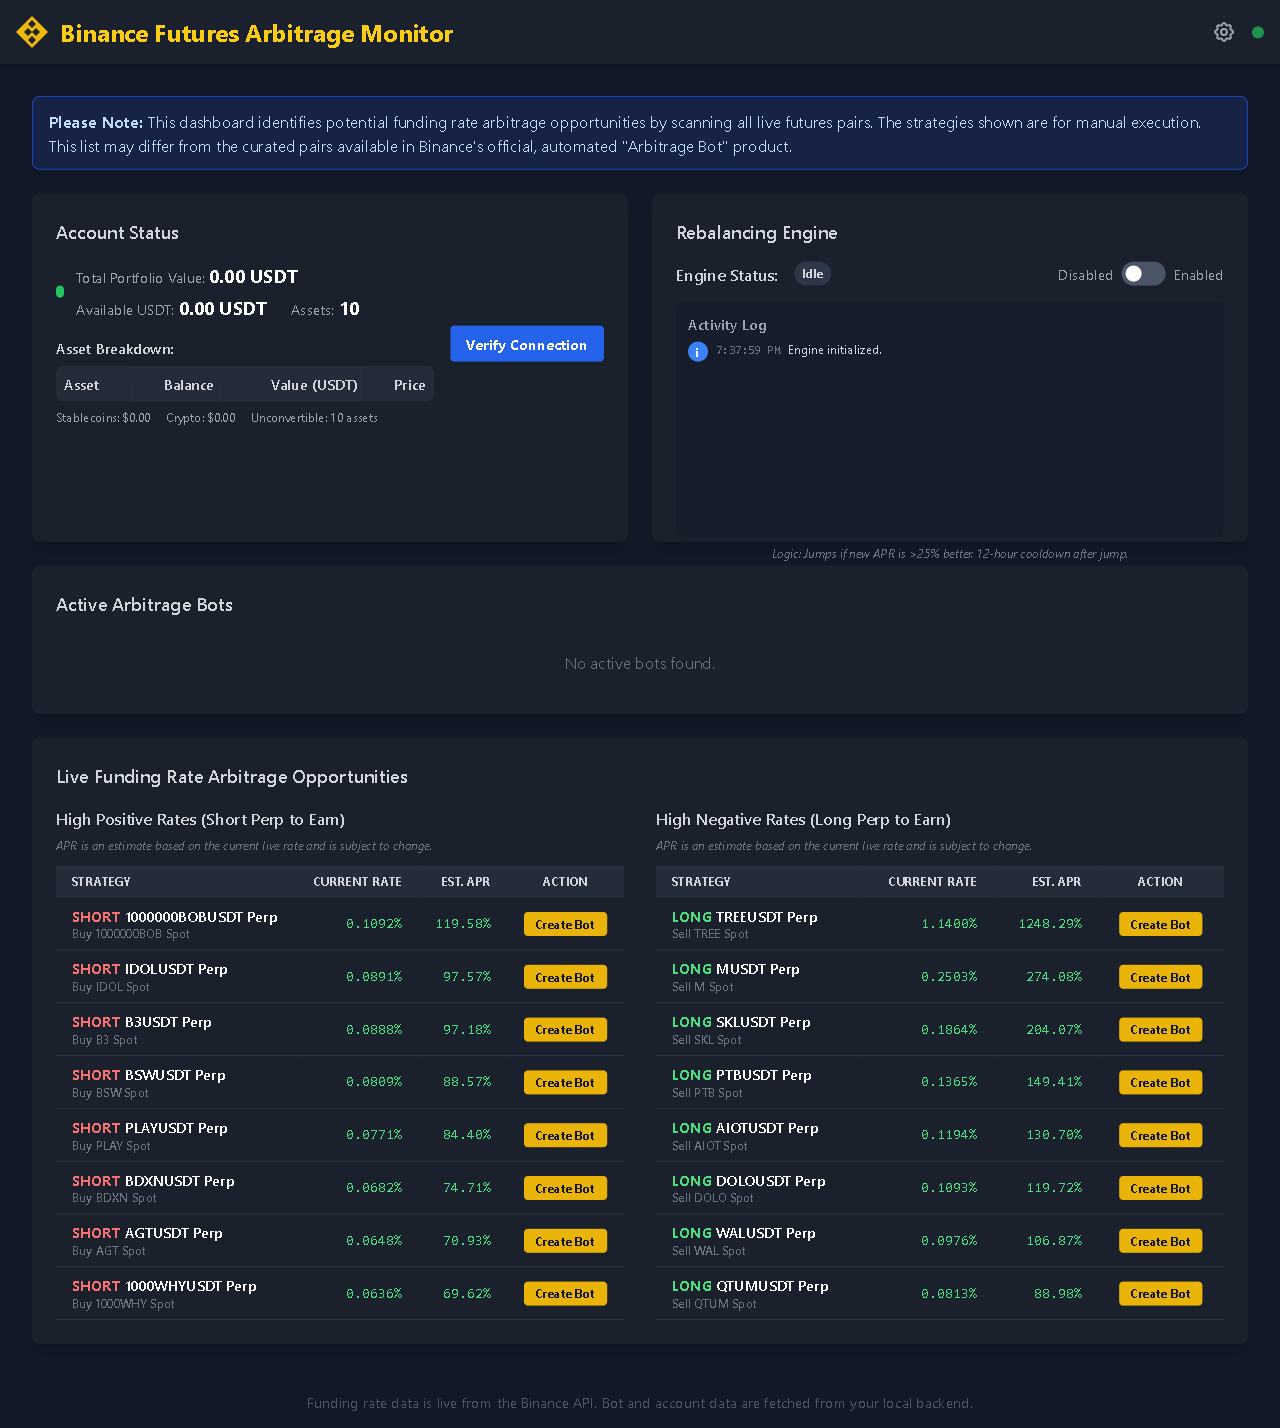 Binance Futures Arbitrage Monitor
Please Note: This dashboard identifies potential funding rate arbitrage opportunities by scanning all live futures pairs. The strategies shown are for manual execution.
This list may differ from the curated pairs available in Binance's official, automated "Arbitrage Bot" product.
Account Status
Total Portfolio Value: 0.00 USDT
Available USDT: 0.00 USDT Assets: 10
Asset Breakdown:
Verify Connection
Asset Balance Value (USDT) Price
Stablecoins: $0.00 Crypto: $0.00 Unconvertible: 10 assets
Rebalancing Engine
Engine Status: Idle Disabled Enabled
Activity Log
7:37:59 PM Engine initialized.
Logic: Jumps if new APR is >25% better. 12-hour cooldown after jump.
Active Arbitrage Bots
No active bots found.
Live Funding Rate Arbitrage Opportunities
High Positive Rates (Short Perp to Earn)
APR is an estimate based on the current live rate and is subject to change.
STRATEGY CURRENT RATE EST. APR ACTION
SHORT 1000000BOBUSDT Perp 0.1092% 119.58% Create Bot
Buy 1000000BOB Spot
SHORT IDOLUSDT Perp 0.0891% 97.57% Create Bot
Buy IDOL Spot
SHORT B3USDT Perp 0.0888% 97.18% Create Bot
Buy B3 Spot
SHORT BSWUSDT Perp 0.0809% 88.57% Create Bot
Buy BSW Spot
SHORT PLAYUSDT Perp 0.0771% 84.40% Create Bot
Buy PLAY Spot
SHORT BDXNUSDT Perp 0.0682% 74.71% Create Bot
Buy BDXN Spot
SHORT AGTUSDT Perp 0.0648% 70.93% Create Bot
Buy AGT Spot
SHORT 1000WHYUSDT Perp 0.0636% 69.62% Create Bot
Buy 1000WHY Spot
High Negative Rates (Long Perp to Earn)
APR is an estimate based on the current live rate and is subject to change.
STRATEGY CURRENT RATE EST. APR ACTION
LONG TREEUSDT Perp 1.1400% 1248.29% Create Bot
Sell TREE Spot
LONG MUSDT Perp 0.2503% 274.08% Create Bot
Sell M Spot
LONG SKLUSDT Perp 0.1864% 204.07% Create Bot
Sell SKL Spot
LONG PTBUSDT Perp 0.1365% 149.41% Create Bot
Sell PTB Spot
LONG AIOTUSDT Perp 0.1194% 130.70% Create Bot
Sell AIOT Spot
LONG DOLOUSDT Perp 0.1093% 119.72% Create Bot
Sell DOLO Spot
LONG WALUSDT Perp 0.0976% 106.87% Create Bot
Sell WAL Spot
LONG QTUMUSDT Perp 0.0813% 88.98% Create Bot
Sell QTUM Spot
Funding rate data is live from the Binance API. Bot and account data are fetched from your local backend.